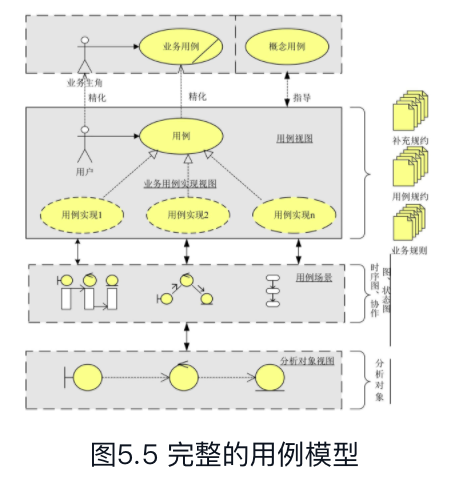 业务用例
概念用例
业务主角
精化
精化
指导
用例
用例视图
用户
补充规约
用例规约
业务规则
业务用例实现视图
用例实现1
用例实现2
用例实现n
用例场景
时序图、协作
图、状态图
分析对象视图
分析对象
图5.5 完整的用例模型